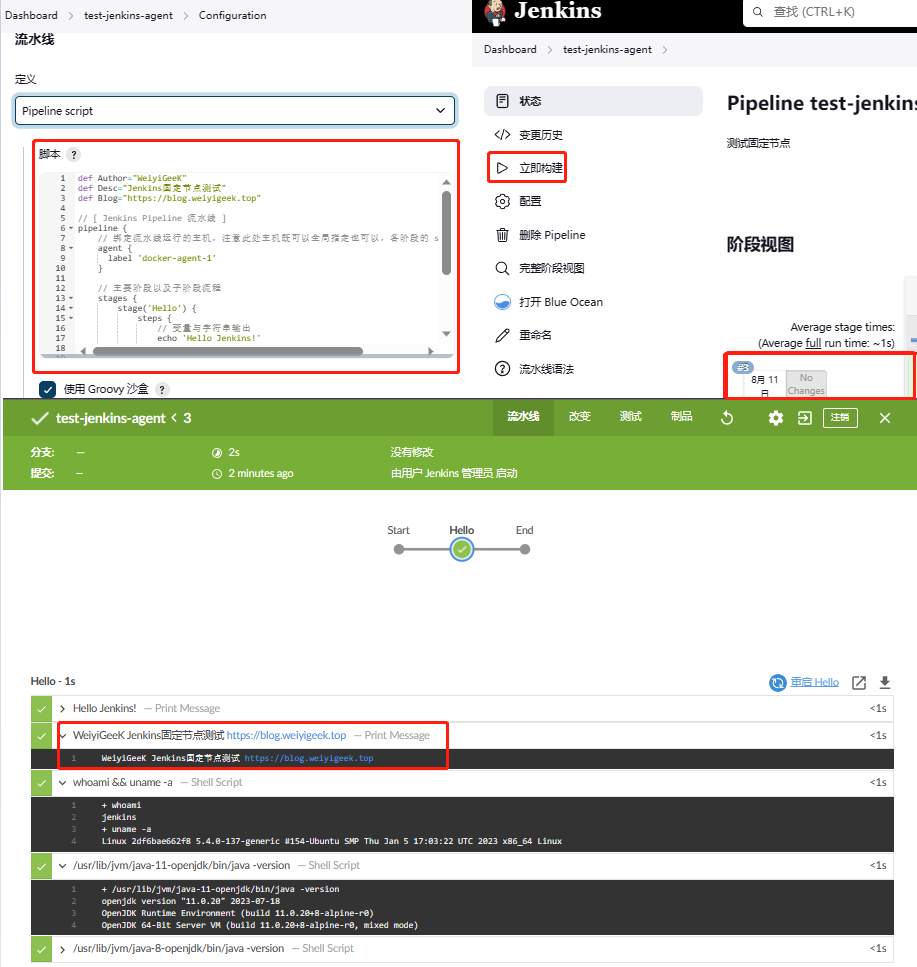 Dashboard > test-jenkins-agent > Configuration
流水线
定义
Pipeline script
脚本 ?
1 def Author="WeiyiGeeK"
2 def Desc="Jenkins固定节点测试"
3 def Blog="https://blog.weiyigeek.top"
4
5 // [ Jenkins Pipeline 流水线 ]
6 pipeline {
7 // 绑定流水线运行的主机，注意此处主机既可以全局指定也可以，各阶段的 s
8 agent {
9 label 'docker-agent-1'
10 }
11
12 // 主要阶段以及子阶段流程
13 stages {
14 stage('Hello') {
15 steps {
16 // 变量与字符串输出
17 echo 'Hello Jenkins!'
18
使用 Groovy 沙盒 ?
Jenkins
查找 (CTRL+K)
Dashboard > test-jenkins-agent >
状态
变更历史
立即构建
配置
删除 Pipeline
完整阶段视图
打开 Blue Ocean
重命名
流水线语法
Pipeline test-jenkins
测试固定节点
阶段视图
Average stage times:
(Average full run time: ~1s)
#3
8月 11
日
No
Changes
test-jenkins-agent < 3
流水线 改变 测试 制品 注销
分支: —
2s
没有修改
提交: —
2 minutes ago
由用户 Jenkins 管理员 启动
Start Hello End
Hello - 1s
重启 Hello
Hello Jenkins! — Print Message <1s
WeiyiGeeK Jenkins固定节点测试 https://blog.weiyigeek.top — Print Message <1s
1 WeiyiGeeK Jenkins固定节点测试 https://blog.weiyigeek.top
whoami && uname -a — Shell Script <1s
1 + whoami
2 jenkins
3 + uname -a
4 Linux 2df6bae662f8 5.4.0-137-generic #154-Ubuntu SMP Thu Jan 5 17:03:22 UTC 2023 x86_64 Linux
/usr/lib/jvm/java-11-openjdk/bin/java -version — Shell Script <1s
1 + /usr/lib/jvm/java-11-openjdk/bin/java -version
2 openjdk version "11.0.20" 2023-07-18
3 OpenJDK Runtime Environment (build 11.0.20+8-alpine-r0)
4 OpenJDK 64-Bit Server VM (build 11.0.20+8-alpine-r0, mixed mode)
/usr/lib/jvm/java-8-openjdk/bin/java -version — Shell Script <1s